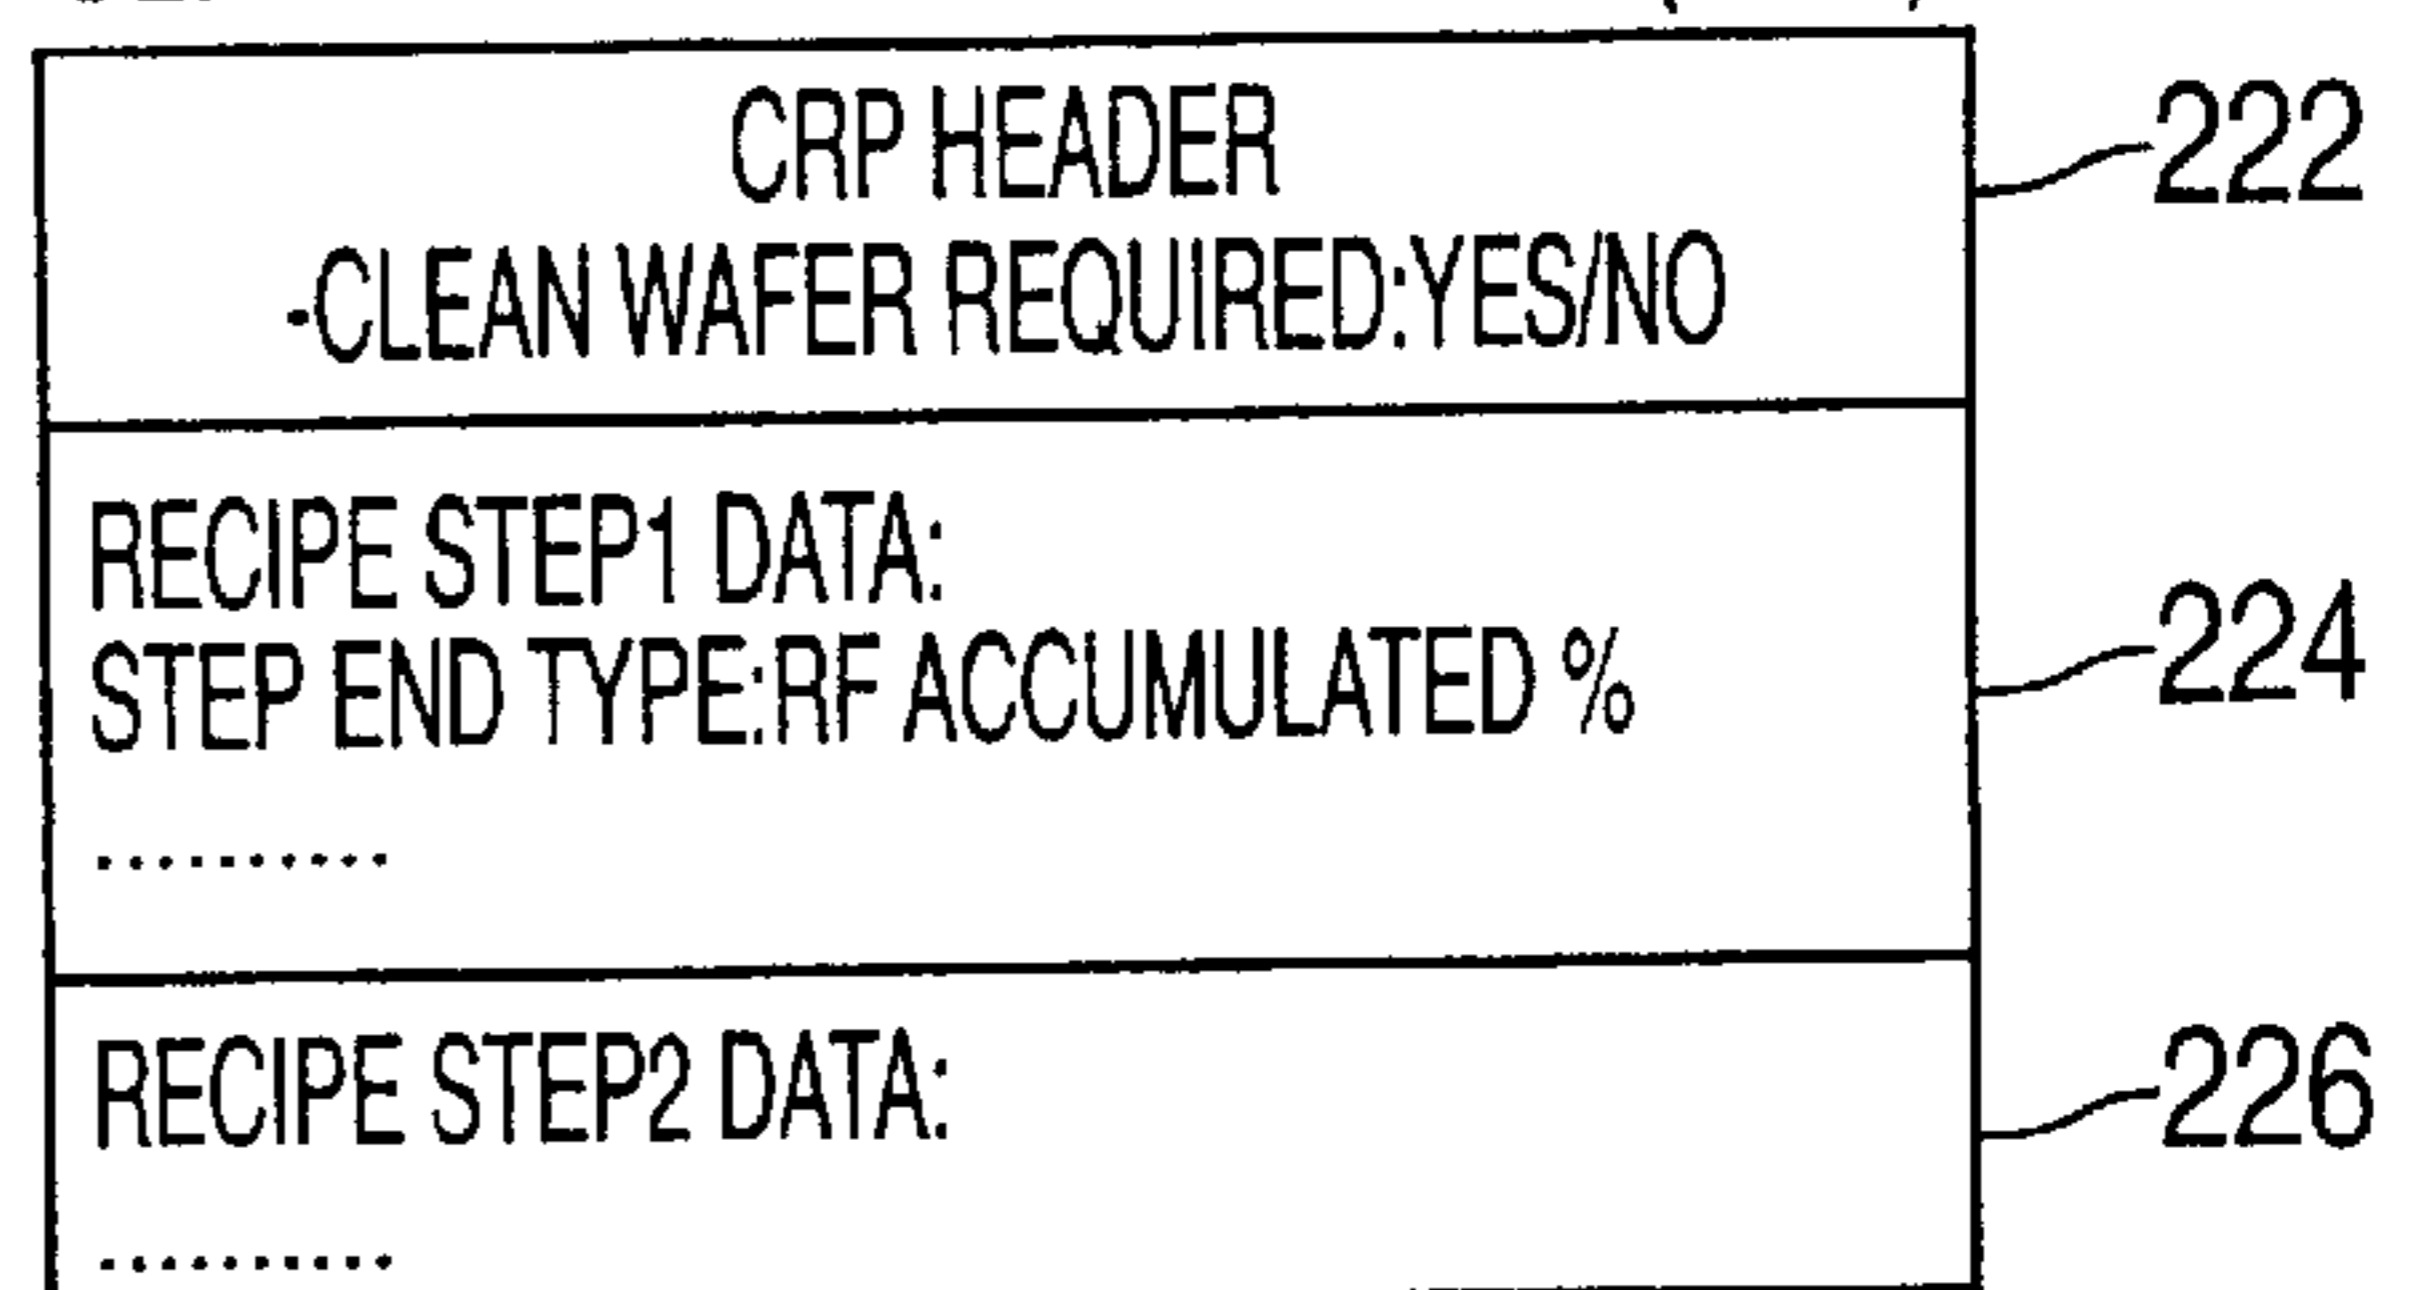 CRP HEADER
-CLEAN WAFER REQUIRED:YES/NO
222
RECIPE STEP1 DATA:
STEP END TYPE:RF ACCUMULATED %
..........
224
RECIPE STEP2 DATA:
..........
226